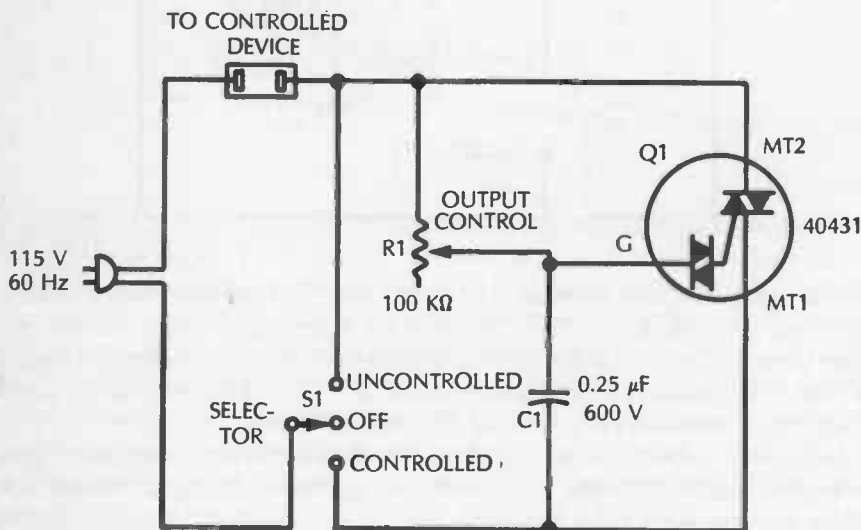 TO CONTROLLED
DEVICE
Q1
MT2
OUTPUT
CONTROL
40431
R1
G
115 V
60 Hz
MT1
100 KΩ
UNCONTROLLED
0.25 μF
600 V
S1
SELEC-
TOR
OFF
C1
CONTROLLED